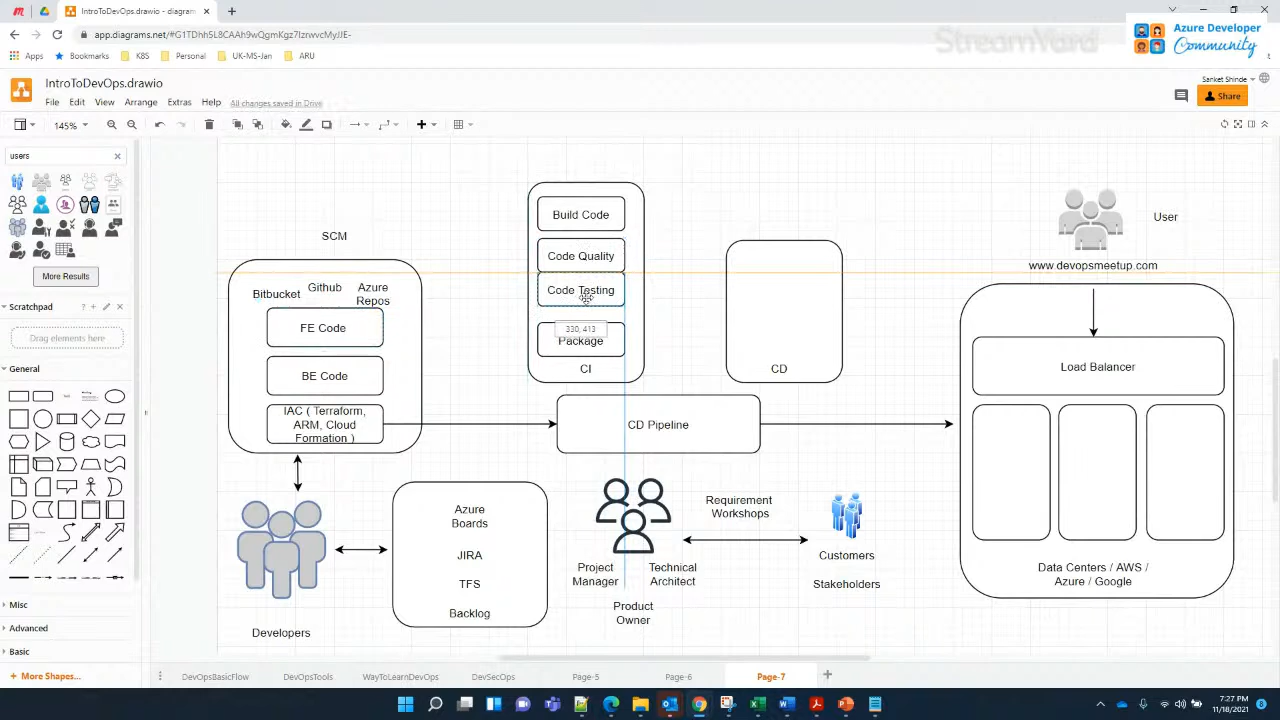 IntroToDevOps.drawio - diagram
app.diagrams.net/#G1TDhh5L8CAAh9wQgmKgz7IzrwvcMyJJE-
StreamYard
Azure Developer
Community
Apps
Bookmarks
K8S
Personal
UK-MS-Jan
ARU
IntroToDevOps.drawio
Sanket Shinde
File
Edit
View
Arrange
Extras
Help
All changes saved in Drive
Share
145%
users
More Results
Scratchpad
Drag elements here
General
Misc
Advanced
Basic
+ More Shapes...
SCM
Bitbucket
Github
Azure
Repos
FE Code
BE Code
IAC ( Terraform,
ARM, Cloud
Formation )
Developers
Azure
Boards
JIRA
TFS
Backlog
Build Code
Code Quality
Code Testing
330, 413
Package
CI
CD
CD Pipeline
Project
Manager
Technical
Architect
Product
Owner
Requirement
Workshops
Customers
Stakeholders
User
www.devopsmeetup.com
Load Balancer
Data Centers / AWS /
Azure / Google
DevOpsBasicFlow
DevOpsTools
WayToLearnDevOps
DevSecOps
Page-5
Page-6
Page-7
7:27 PM
11/18/2021